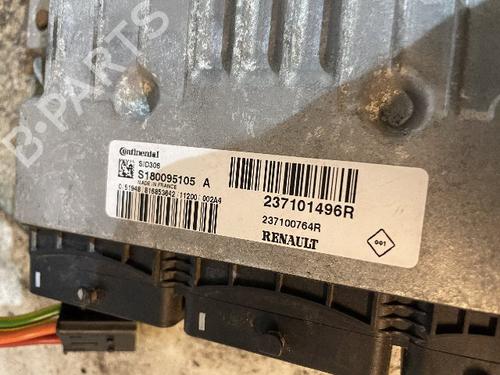 B-PARTS
Continental
SID306
S180095105 A
MADE IN FRANCE
237101496R
237100764R
RENAULT
001